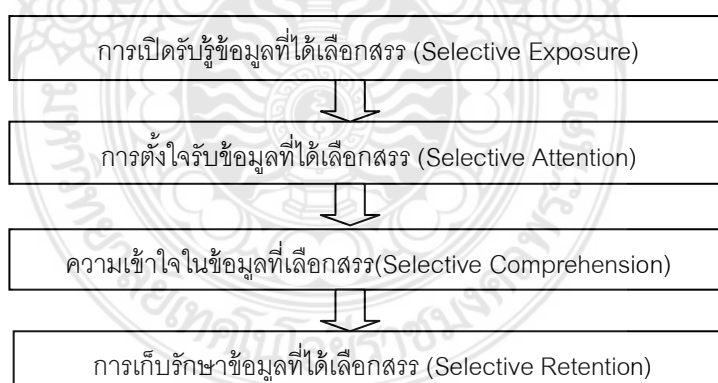 การเปิดรับรู้ข้อมูลที่ได้เลือกสรร (Selective Exposure)
การตั้งใจรับข้อมูลที่ได้เลือกสรร (Selective Attention)
ความเข้าใจในข้อมูลที่เลือกสรร(Selective Comprehension)
การเก็บรักษาข้อมูลที่ได้เลือกสรร (Selective Retention)